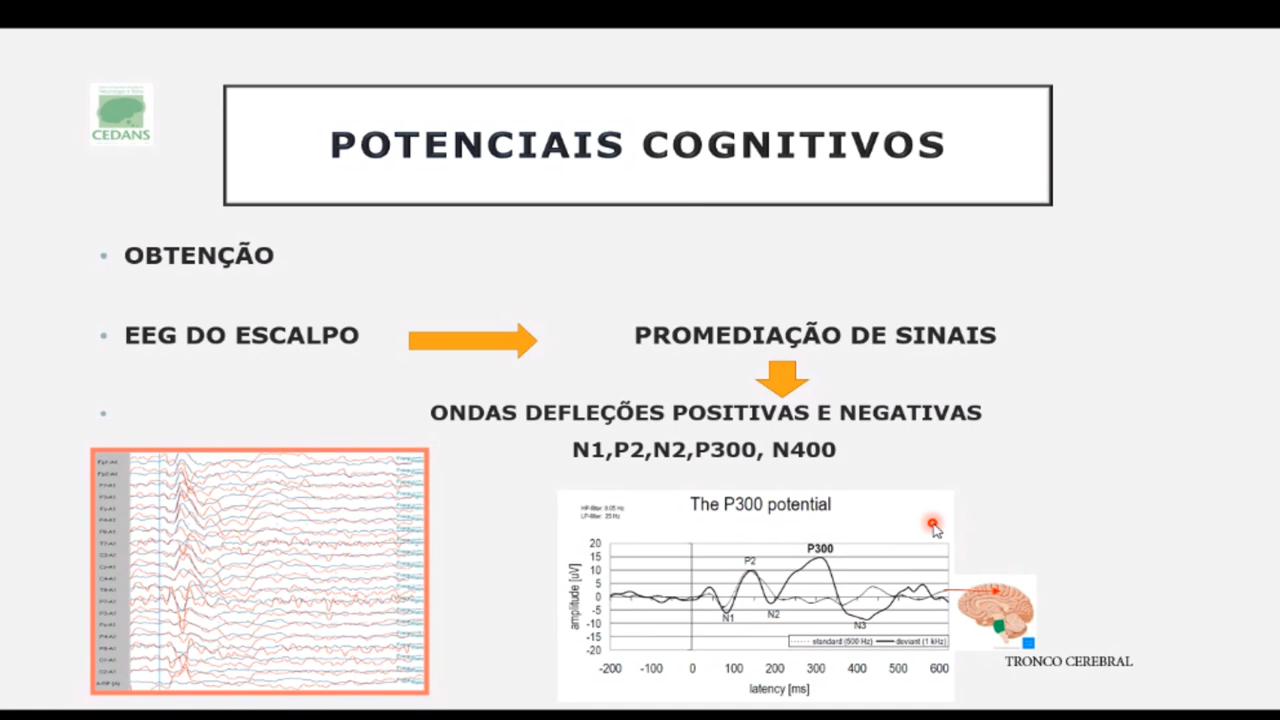 CEDANS
POTENCIAIS COGNITIVOS
• OBTENÇÃO
• EEG DO ESCALPO
PROMEDIAÇÃO DE SINAIS
ONDAS DEFLEÇÕES POSITIVAS E NEGATIVAS
N1,P2,N2,P300, N400
The P300 potential
HP-filter: 0.05 Hz
LP-filter: 25 Hz
P300
P2
N1
N2
N3
20
15
10
5
0
-5
-10
-15
-20
amplitude [uV]
standard (500 Hz) deviant (1 kHz)
-200 -100 0 100 200 300 400 500 600
latency [ms]
TRONCO CEREBRAL